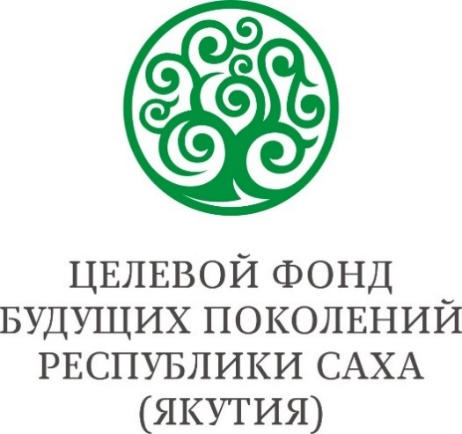 ЦЕЛЕВОЙ ФОНД
БУДУЩИХ ПОКОЛЕНИЙ
РЕСПУБЛИКИ САХА
(ЯКУТИЯ)